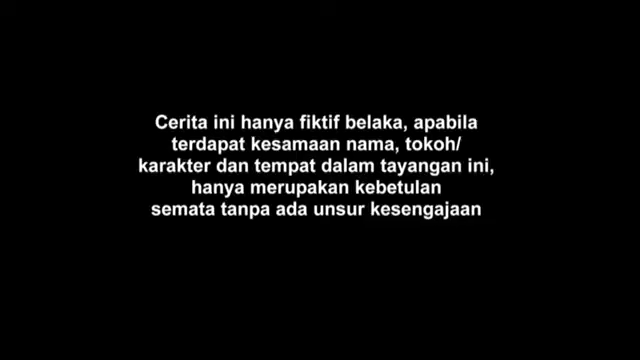 Cerita ini hanya fiktif belaka, apabila
terdapat kesamaan nama, tokoh/
karakter dan tempat dalam tayangan ini,
hanya merupakan kebetulan
semata tanpa ada unsur kesengajaan